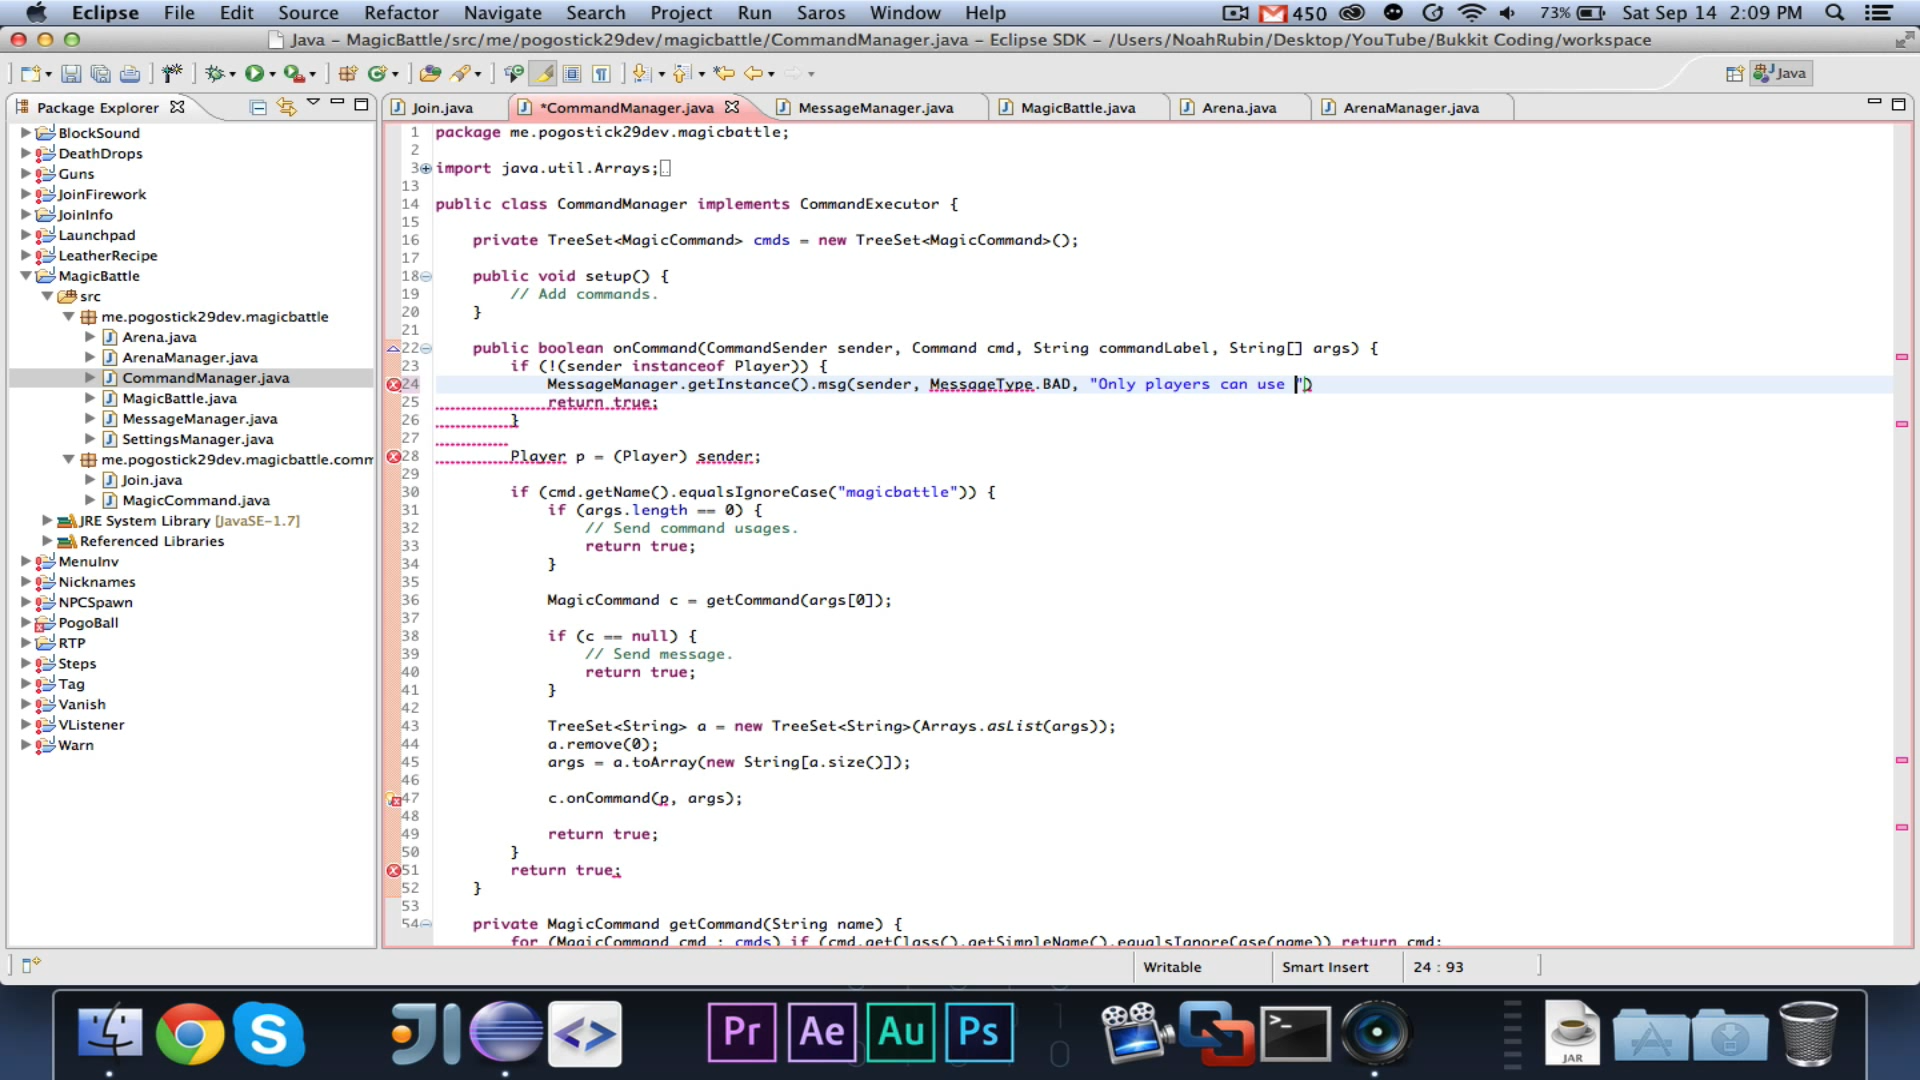 Eclipse File Edit Source Refactor Navigate Search Project Run Saros Window Help 450 73% Sat Sep 14 2:09 PM
Java - MagicBattle/src/me/pogostick29dev/magicbattle/CommandManager.java - Eclipse SDK - /Users/NoahRubin/Desktop/YouTube/Bukkit Coding/workspace
Java
Package Explorer
Join.java *CommandManager.java MessageManager.java MagicBattle.java Arena.java ArenaManager.java
BlockSound
DeathDrops
Guns
JoinFirework
JoinInfo
Launchpad
LeatherRecipe
MagicBattle
src
me.pogostick29dev.magicbattle
Arena.java
ArenaManager.java
CommandManager.java
MagicBattle.java
MessageManager.java
SettingsManager.java
me.pogostick29dev.magicbattle.comm
Join.java
MagicCommand.java
JRE System Library [JavaSE-1.7]
Referenced Libraries
MenuInv
Nicknames
NPCSpawn
PogoBall
RTP
Steps
Tag
Vanish
VListener
Warn
1 package me.pogostick29dev.magicbattle;
2
3 import java.util.Arrays;
13
14 public class CommandManager implements CommandExecutor {
15
16 private TreeSet<MagicCommand> cmds = new TreeSet<MagicCommand>();
17
18 public void setup() {
19 // Add commands.
20 }
21
22 public boolean onCommand(CommandSender sender, Command cmd, String commandLabel, String[] args) {
23 if (!(sender instanceof Player)) {
24 MessageManager.getInstance().msg(sender, MessageType.BAD, "Only players can use ")
25 return true;
26 }
27
28 Player p = (Player) sender;
29
30 if (cmd.getName().equalsIgnoreCase("magicbattle")) {
31 if (args.length == 0) {
32 // Send command usages.
33 return true;
34 }
35
36 MagicCommand c = getCommand(args[0]);
37
38 if (c == null) {
39 // Send message.
40 return true;
41 }
42
43 TreeSet<String> a = new TreeSet<String>(Arrays.asList(args));
44 a.remove(0);
45 args = a.toArray(new String[a.size()]);
46
47 c.onCommand(p, args);
48
49 return true;
50 }
51 return true;
52 }
53
54 private MagicCommand getCommand(String name) {
for (MagicCommand cmd : cmds) if (cmd.getClass().getSimpleName().equalsIgnoreCase(name)) return cmd;
Writable Smart Insert 24 : 93
S Pr Ae Au Ps JAR